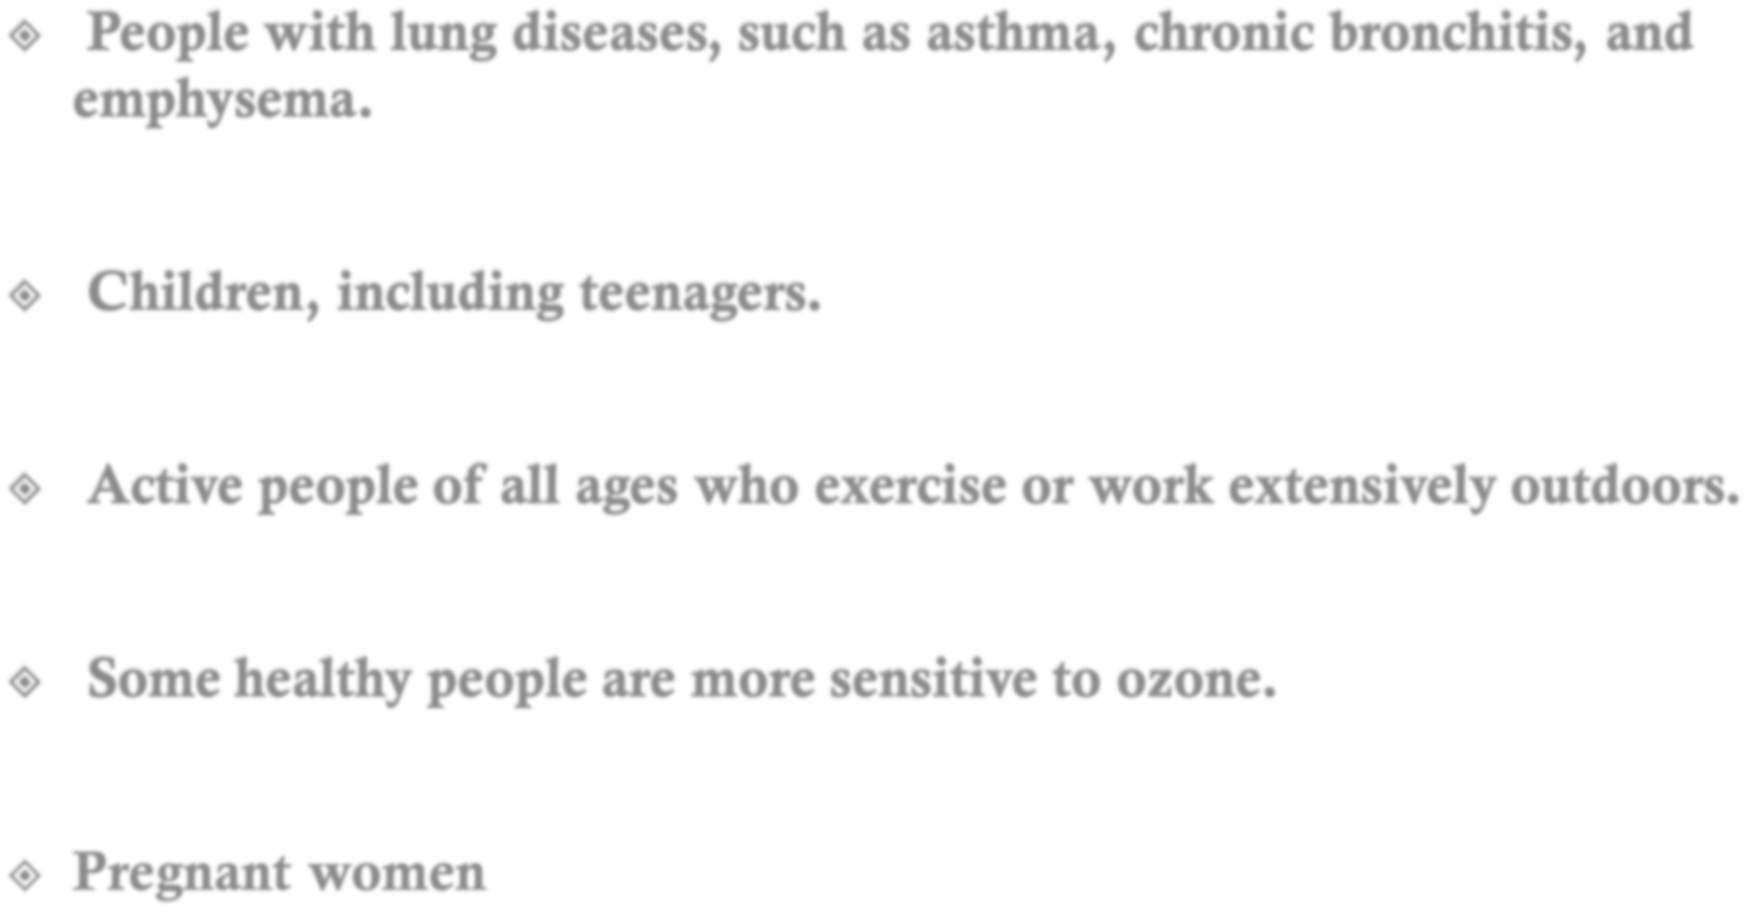 ◈ People with lung diseases, such as asthma, chronic bronchitis, and
emphysema.
◈ Children, including teenagers.
◈ Active people of all ages who exercise or work extensively outdoors.
◈ Some healthy people are more sensitive to ozone.
◈ Pregnant women